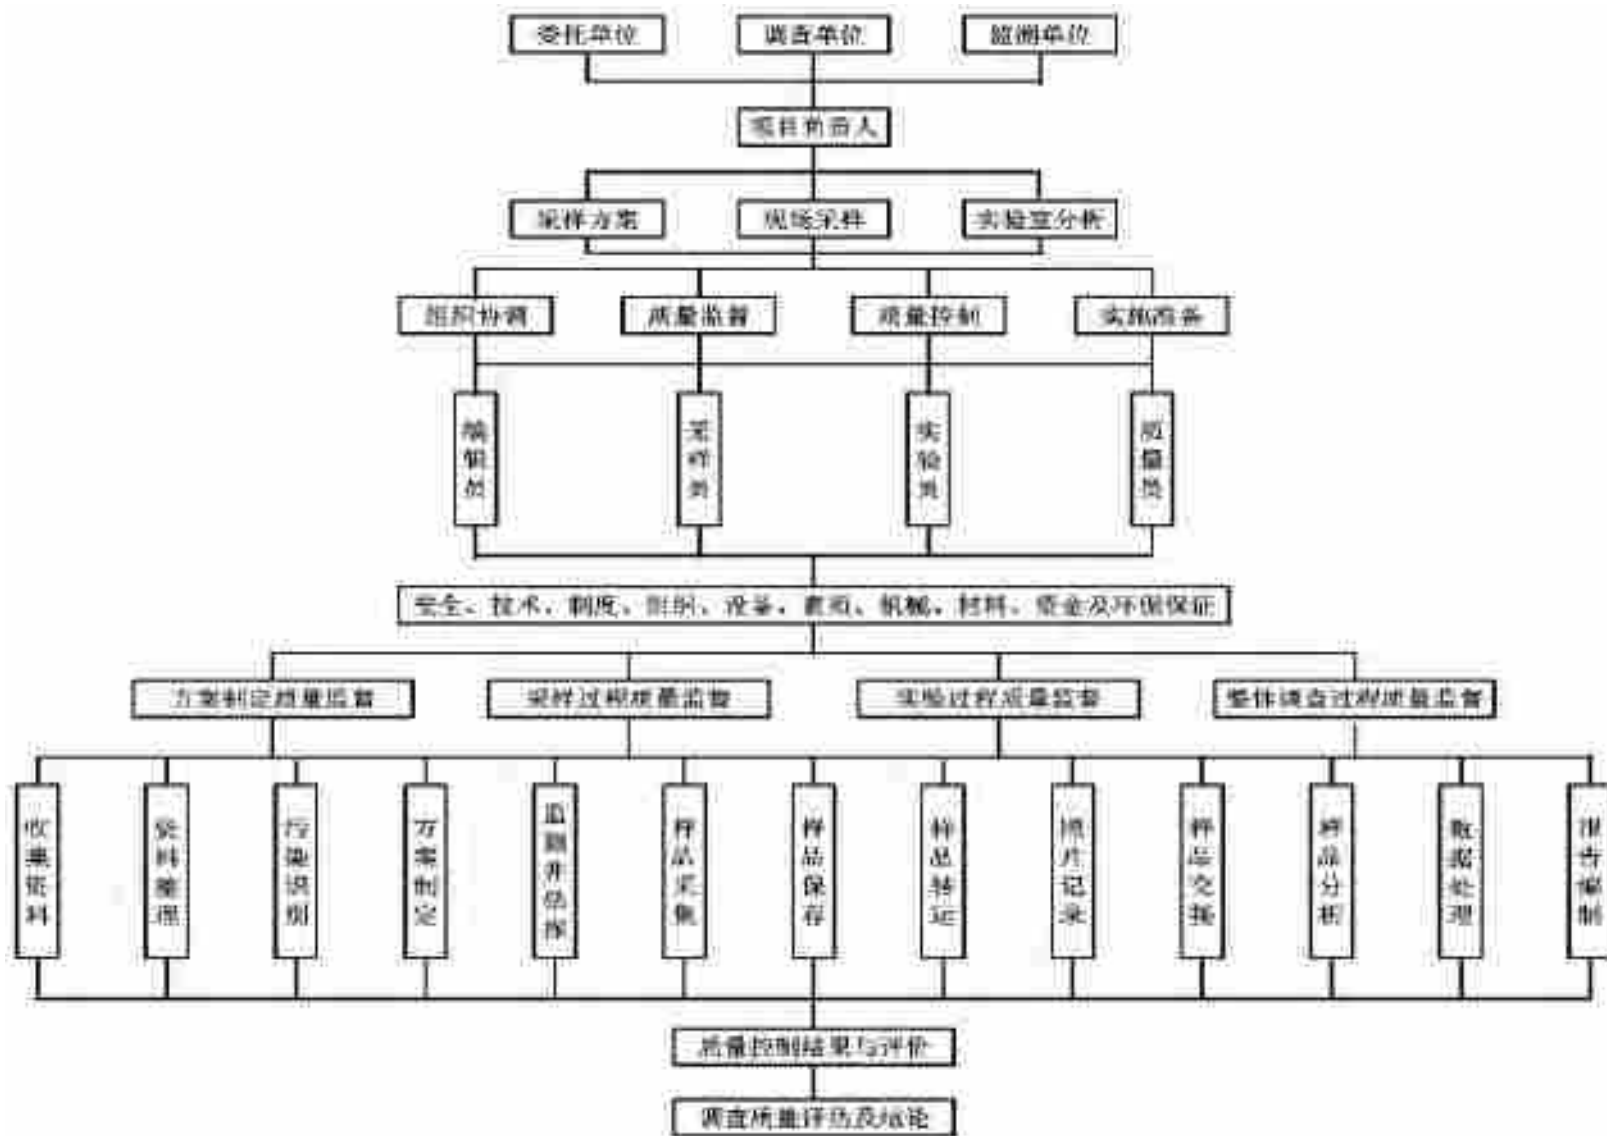 委托单位
调查单位
监测单位
项目负责人
采样方案
现场采样
实验室分析
组织协调
质量监督
质量控制
实施准备
编辑员
采样员
实验员
质量员
安全、技术、制度、组织、设备、资质、机械、材料、资金及环保保证
方案制定质量监督
采样过程质量监督
实验过程质量监督
整体调查过程质量监督
收集资料
资料整理
污染识别
方案制定
样品采集
样品保存
样品转运
照片记录
样品交接
样品分析
数据处理
报告编制
质量控制结果与评价
调查质量评估及结论